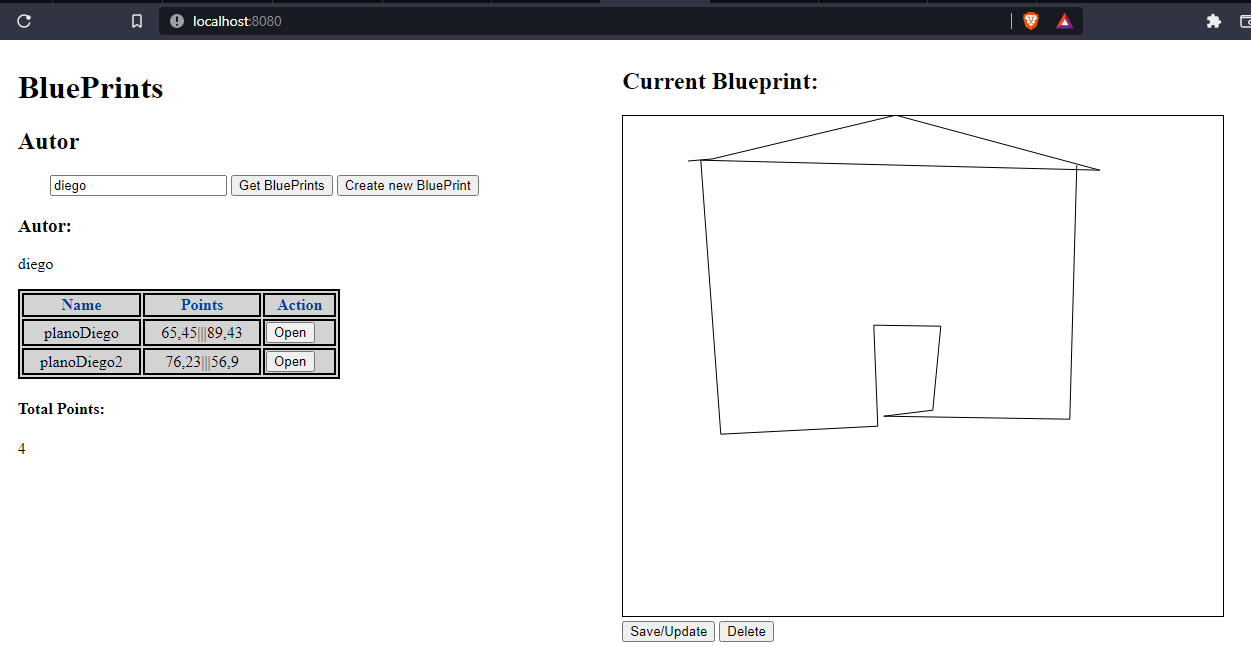 localhost:8080
BluePrints
Autor
diego Get BluePrints Create new BluePrint
Autor:
diego
Name Points Action
planoDiego 65,45|||89,43 Open
planoDiego2 76,23|||56,9 Open
Total Points:
4
Current Blueprint:
Save/Update Delete